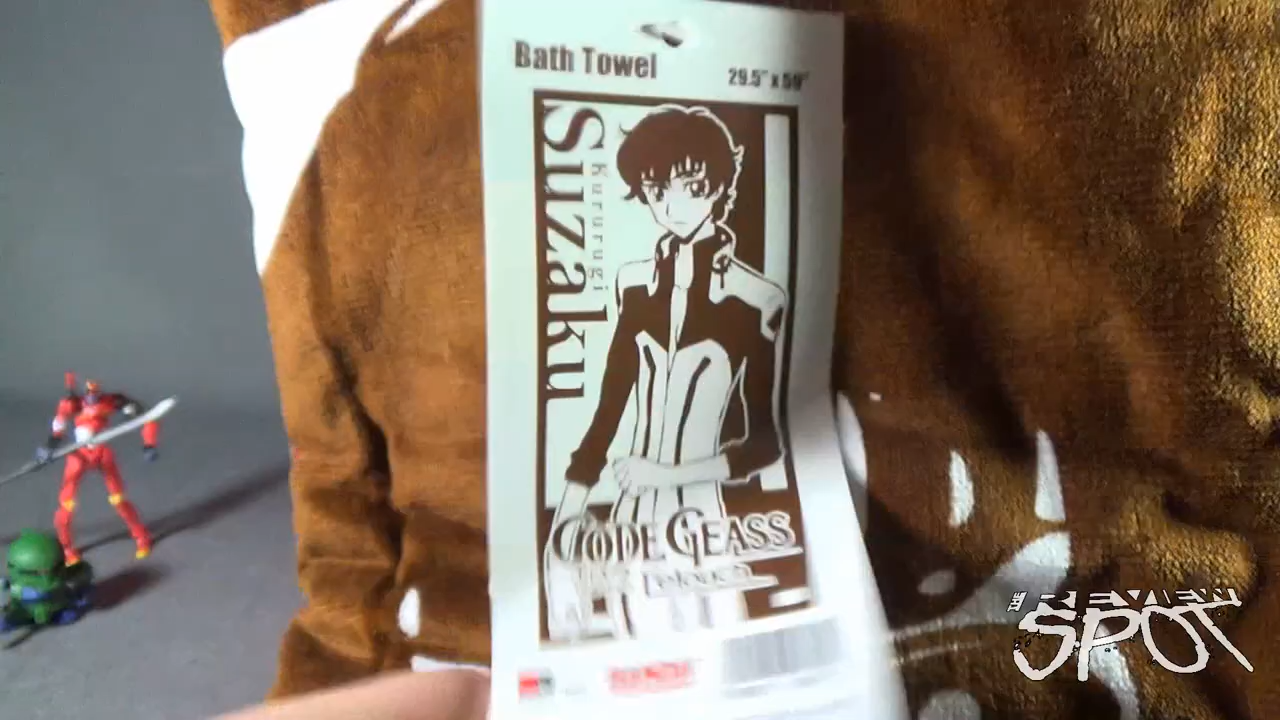 Bath Towel
29.5" x 59"
Suzaku
Kururugi
CODE GEASS
THE REVIEW
SPOT